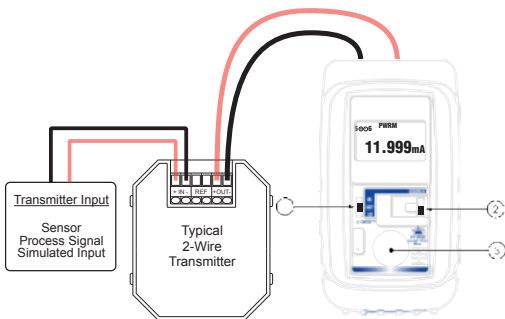 PWRM
11.999mA
+ IN -
REF
+OUT-
Transmitter Input
Sensor
Process Signal
Simulated Input
Typical
2-Wire
Transmitter
2
3